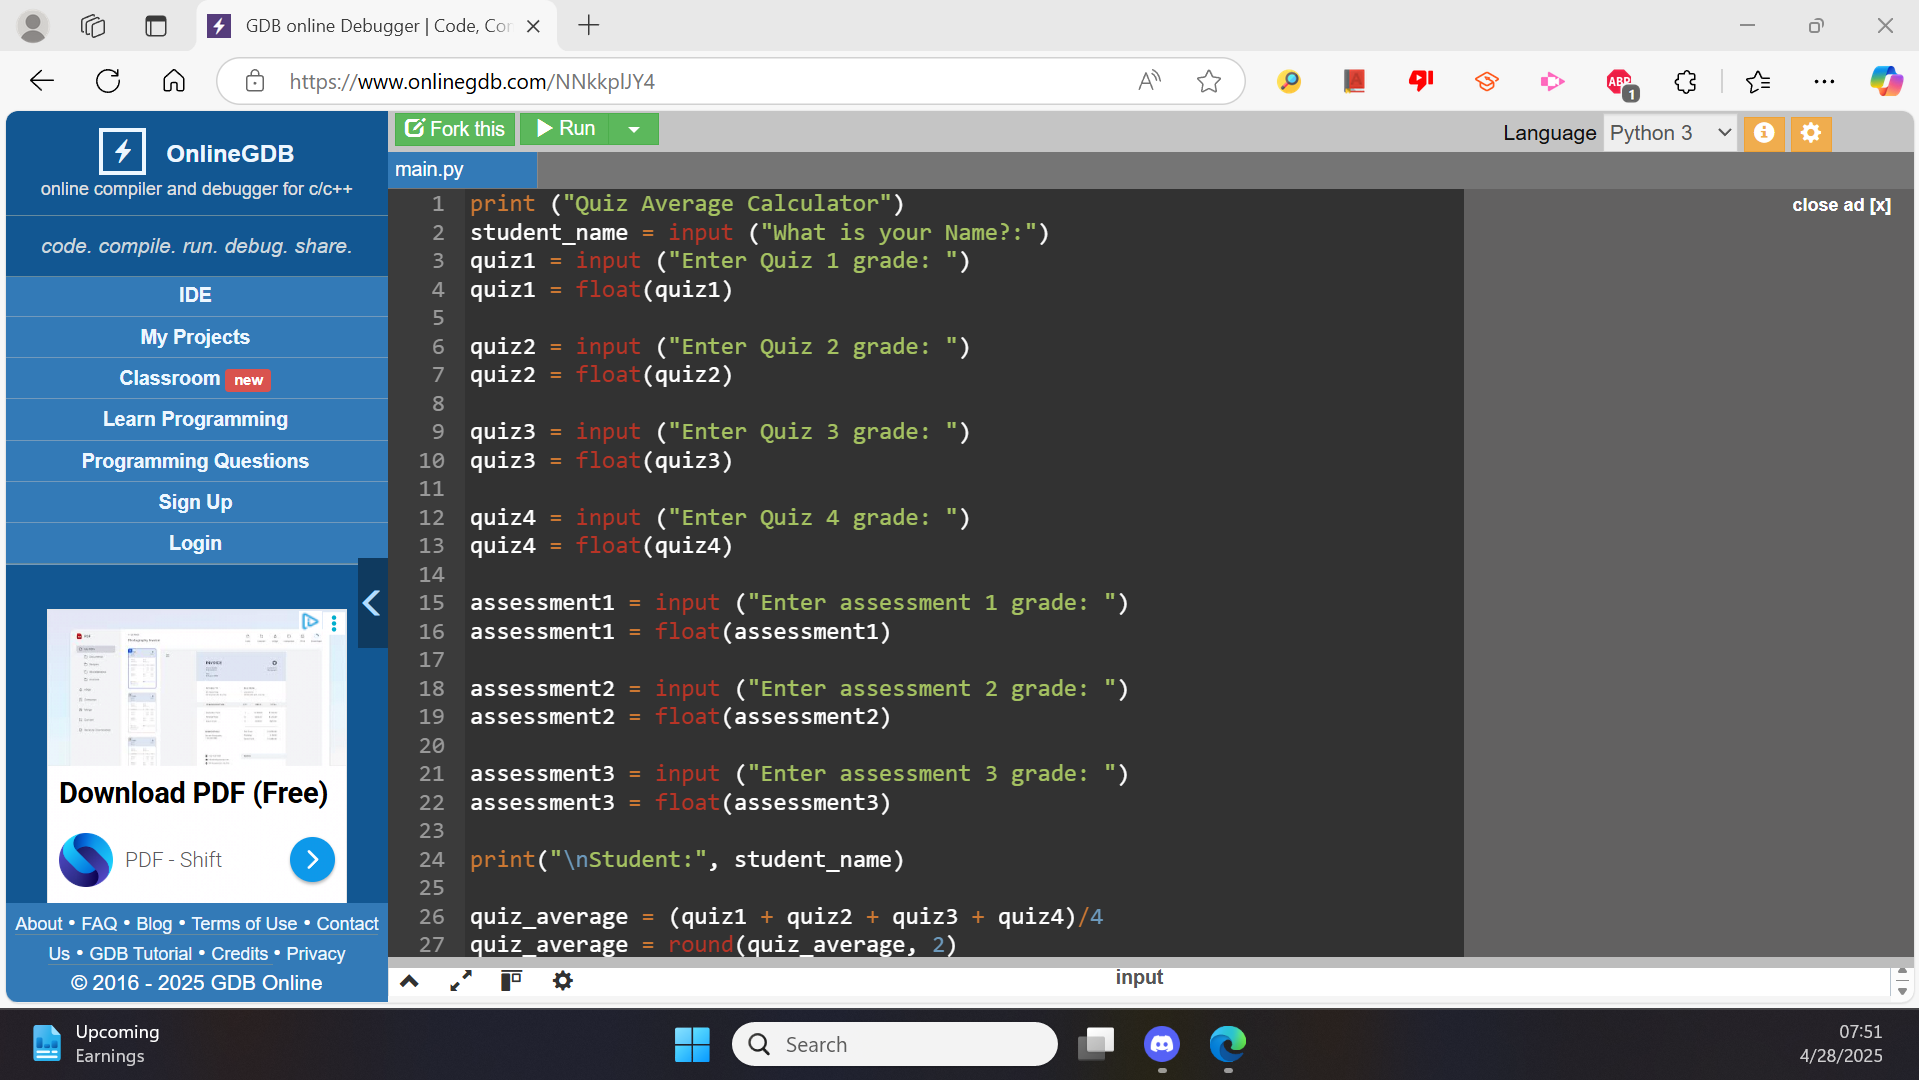 GDB online Debugger | Code, Cor
https://www.onlinegdb.com/NNkkplJY4
ABP
1
OnlineGDB
online compiler and debugger for c/c++
code. compile. run. debug. share.
IDE
My Projects
Classroom new
Learn Programming
Programming Questions
Sign Up
Login
Download PDF (Free)
PDF - Shift
About • FAQ • Blog • Terms of Use • Contact
Us • GDB Tutorial • Credits • Privacy
© 2016 - 2025 GDB Online
Fork this
Run
Language Python 3
main.py
close ad [x]
1 print ("Quiz Average Calculator")
2 student_name = input ("What is your Name?:")
3 quiz1 = input ("Enter Quiz 1 grade: ")
4 quiz1 = float(quiz1)
5
6 quiz2 = input ("Enter Quiz 2 grade: ")
7 quiz2 = float(quiz2)
8
9 quiz3 = input ("Enter Quiz 3 grade: ")
10 quiz3 = float(quiz3)
11
12 quiz4 = input ("Enter Quiz 4 grade: ")
13 quiz4 = float(quiz4)
14
15 assessment1 = input ("Enter assessment 1 grade: ")
16 assessment1 = float(assessment1)
17
18 assessment2 = input ("Enter assessment 2 grade: ")
19 assessment2 = float(assessment2)
20
21 assessment3 = input ("Enter assessment 3 grade: ")
22 assessment3 = float(assessment3)
23
24 print("\nStudent:", student_name)
25
26 quiz_average = (quiz1 + quiz2 + quiz3 + quiz4)/4
27 quiz_average = round(quiz_average, 2)
input
Upcoming
Earnings
Search
07:51
4/28/2025